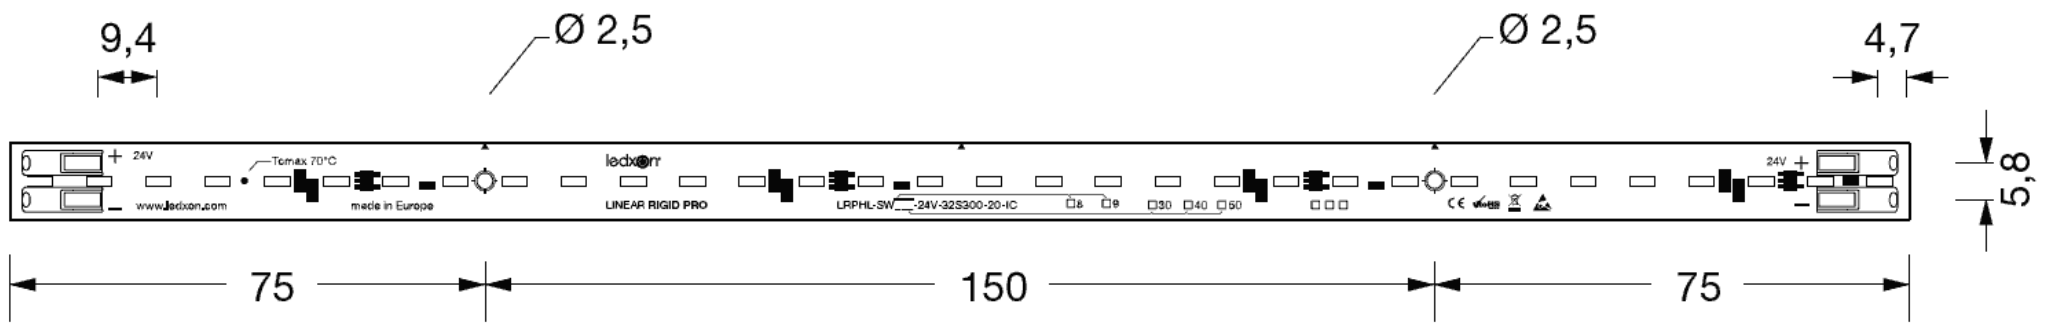 9,4
Ø 2,5
Ø 2,5
4,7
+ 24V
Tcmax 70°C
ledxon
24V +
5,8
− www.ledxon.com
made in Europe
LINEAR RIGID PRO
LRPHL-SW__-_-24V-32S300-20-IC
8 9 30 40 50
CE RoHS
−
75
150
75